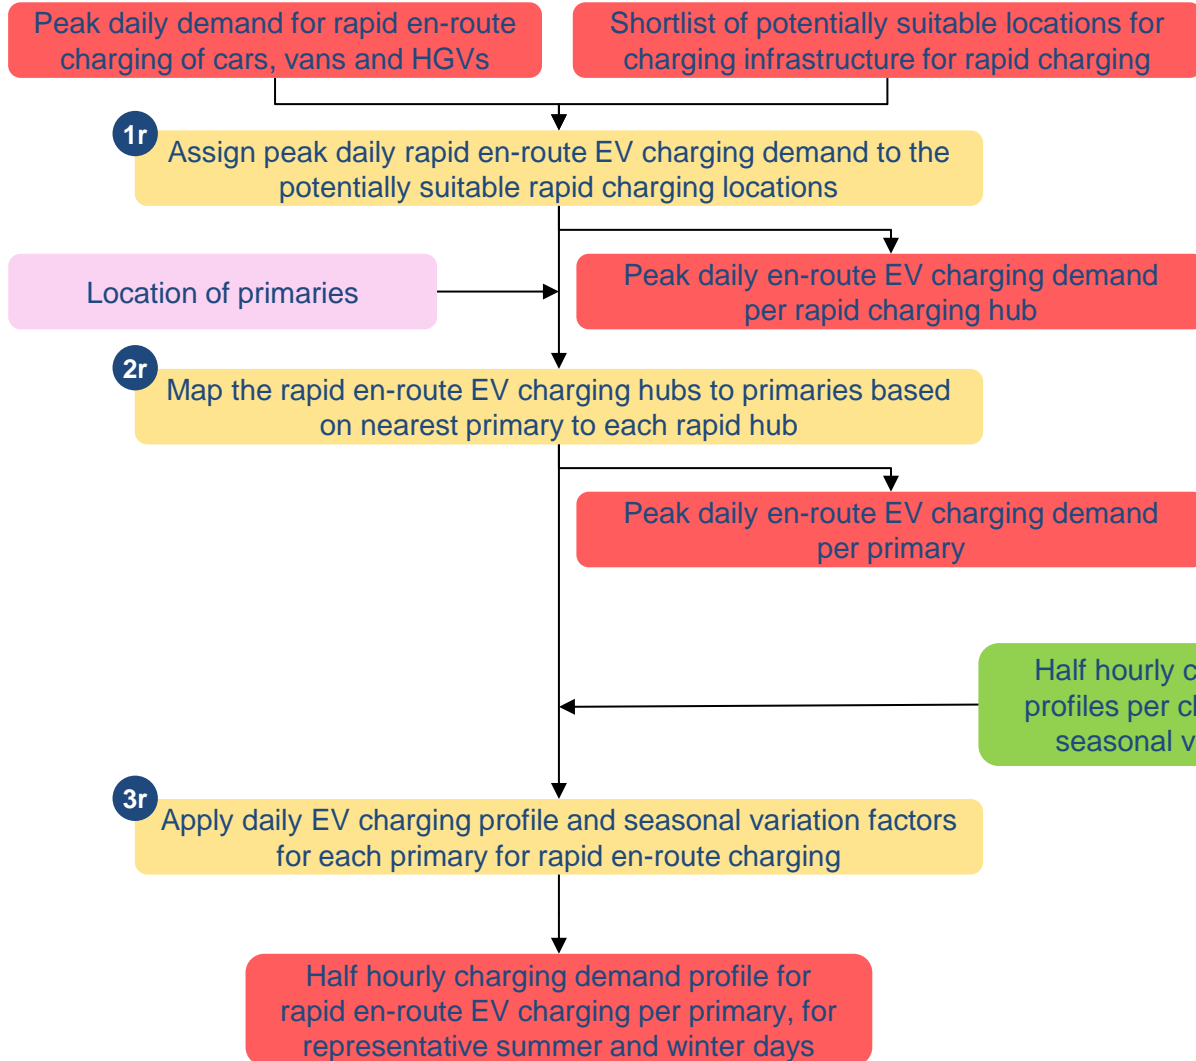 Peak daily demand for rapid en-route
charging of cars, vans and HGVs
Shortlist of potentially suitable locations for
charging infrastructure for rapid charging
1r
Assign peak daily rapid en-route EV charging demand to the
potentially suitable rapid charging locations
Location of primaries
Peak daily en-route EV charging demand
per rapid charging hub
2r
Map the rapid en-route EV charging hubs to primaries based
on nearest primary to each rapid hub
Peak daily en-route EV charging demand
per primary
Half hourly
profiles per
seasonal
3r
Apply daily EV charging profile and seasonal variation factors
for each primary for rapid en-route charging
Half hourly charging demand profile for
rapid en-route EV charging per primary, for
representative summer and winter days